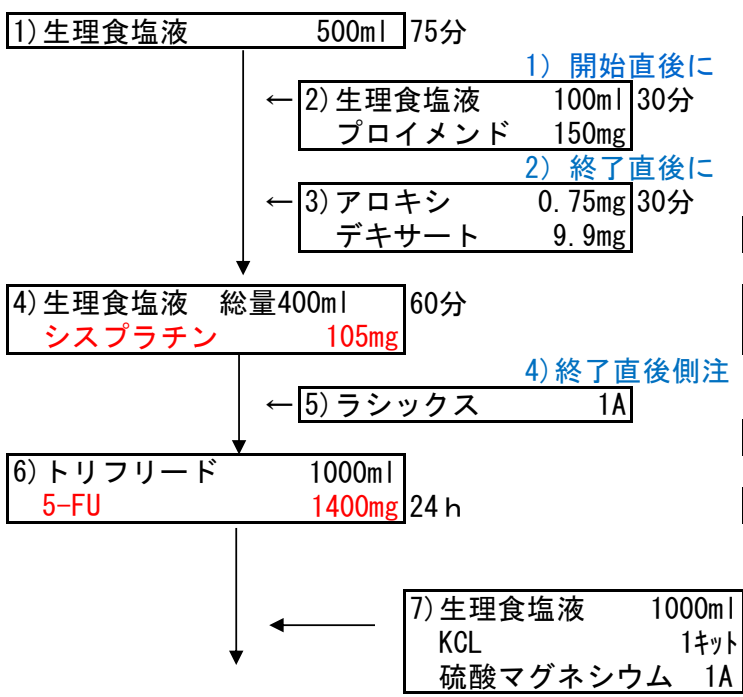 1)生理食塩液 500ml 75分
1) 開始直後に
← 2)生理食塩液 100ml 30分
プロイメンド 150mg
2) 終了直後に
← 3)アロキシ 0.75mg 30分
デキサート 9.9mg
4)生理食塩液 総量400ml 60分
シスプラチン 105mg
4)終了直後側注
← 5)ラシックス 1A
6)トリフリード 1000ml
5-FU 1400mg 24ｈ
7)生理食塩液 1000ml
KCL 1ｷｯﾄ
硫酸マグネシウム 1A